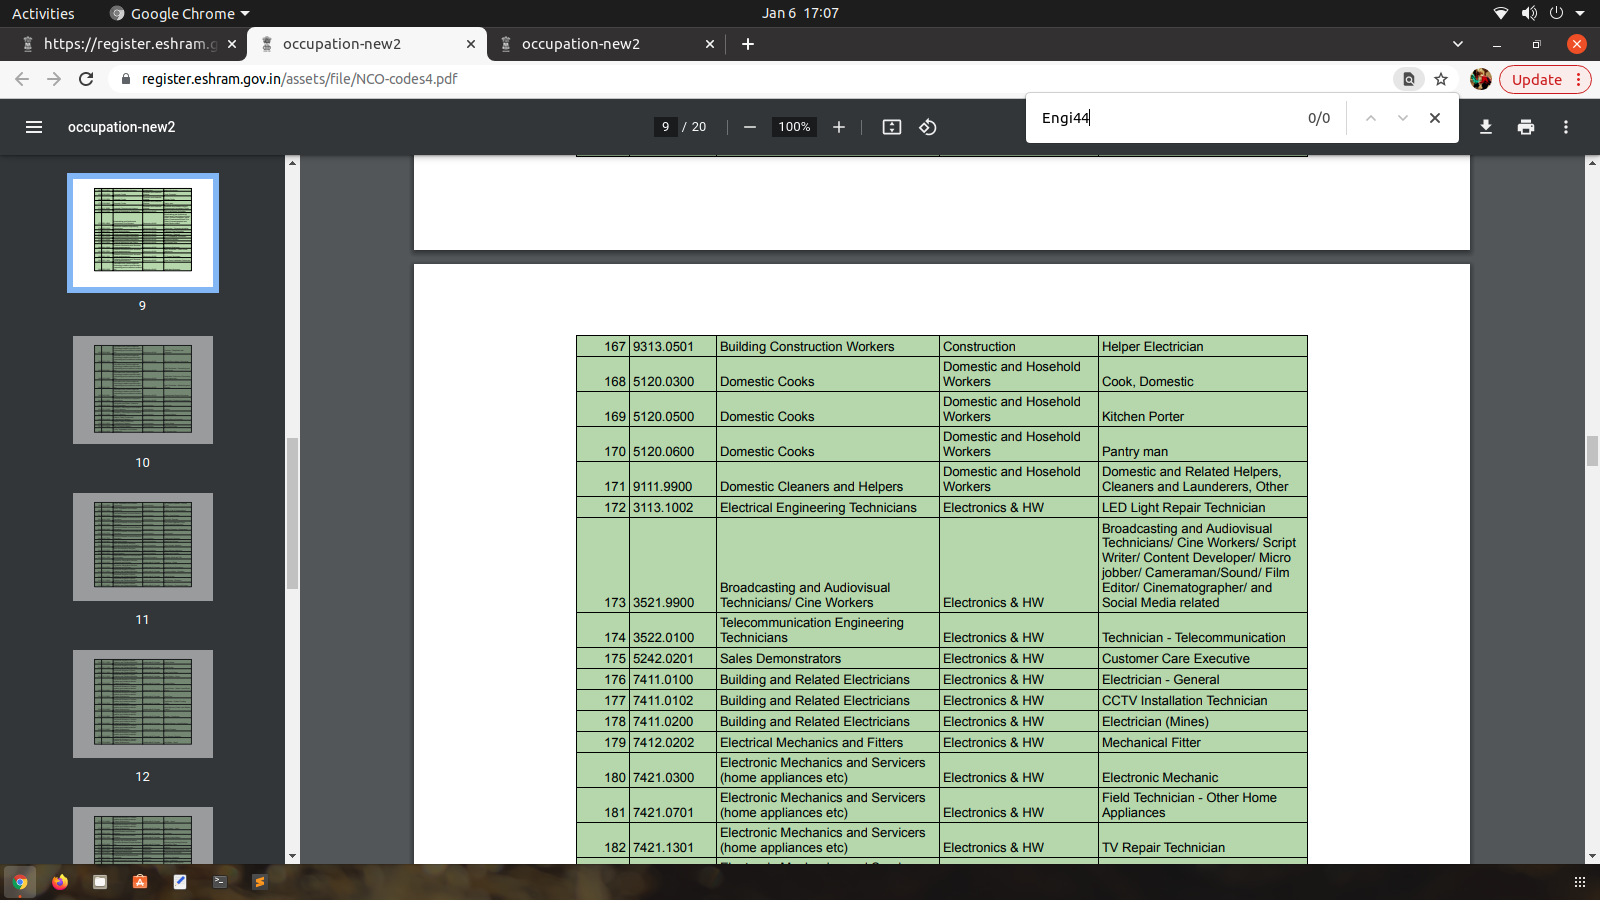 Activities Google Chrome Jan 6 17:07
https://register.eshram.g occupation-new2 occupation-new2
register.eshram.gov.in/assets/file/NCO-codes4.pdf Update
occupation-new2 9 / 20 100% Engi44 0/0
9
10
11
12
167 9313.0501 Building Construction Workers Construction Helper Electrician
168 5120.0300 Domestic Cooks Domestic and Hosehold Workers Cook, Domestic
169 5120.0500 Domestic Cooks Domestic and Hosehold Workers Kitchen Porter
170 5120.0600 Domestic Cooks Domestic and Hosehold Workers Pantry man
171 9111.9900 Domestic Cleaners and Helpers Domestic and Hosehold Workers Domestic and Related Helpers, Cleaners and Launderers, Other
172 3113.1002 Electrical Engineering Technicians Electronics & HW LED Light Repair Technician
173 3521.9900 Broadcasting and Audiovisual Technicians/ Cine Workers Electronics & HW Broadcasting and Audiovisual Technicians/ Cine Workers/ Script Writer/ Content Developer/ Micro jobber/ Cameraman/Sound/ Film Editor/ Cinematographer/ and Social Media related
174 3522.0100 Telecommunication Engineering Technicians Electronics & HW Technician - Telecommunication
175 5242.0201 Sales Demonstrators Electronics & HW Customer Care Executive
176 7411.0100 Building and Related Electricians Electronics & HW Electrician - General
177 7411.0102 Building and Related Electricians Electronics & HW CCTV Installation Technician
178 7411.0200 Building and Related Electricians Electronics & HW Electrician (Mines)
179 7412.0202 Electrical Mechanics and Fitters Electronics & HW Mechanical Fitter
180 7421.0300 Electronic Mechanics and Servicers (home appliances etc) Electronics & HW Electronic Mechanic
181 7421.0701 Electronic Mechanics and Servicers (home appliances etc) Electronics & HW Field Technician - Other Home Appliances
182 7421.1301 Electronic Mechanics and Servicers (home appliances etc) Electronics & HW TV Repair Technician